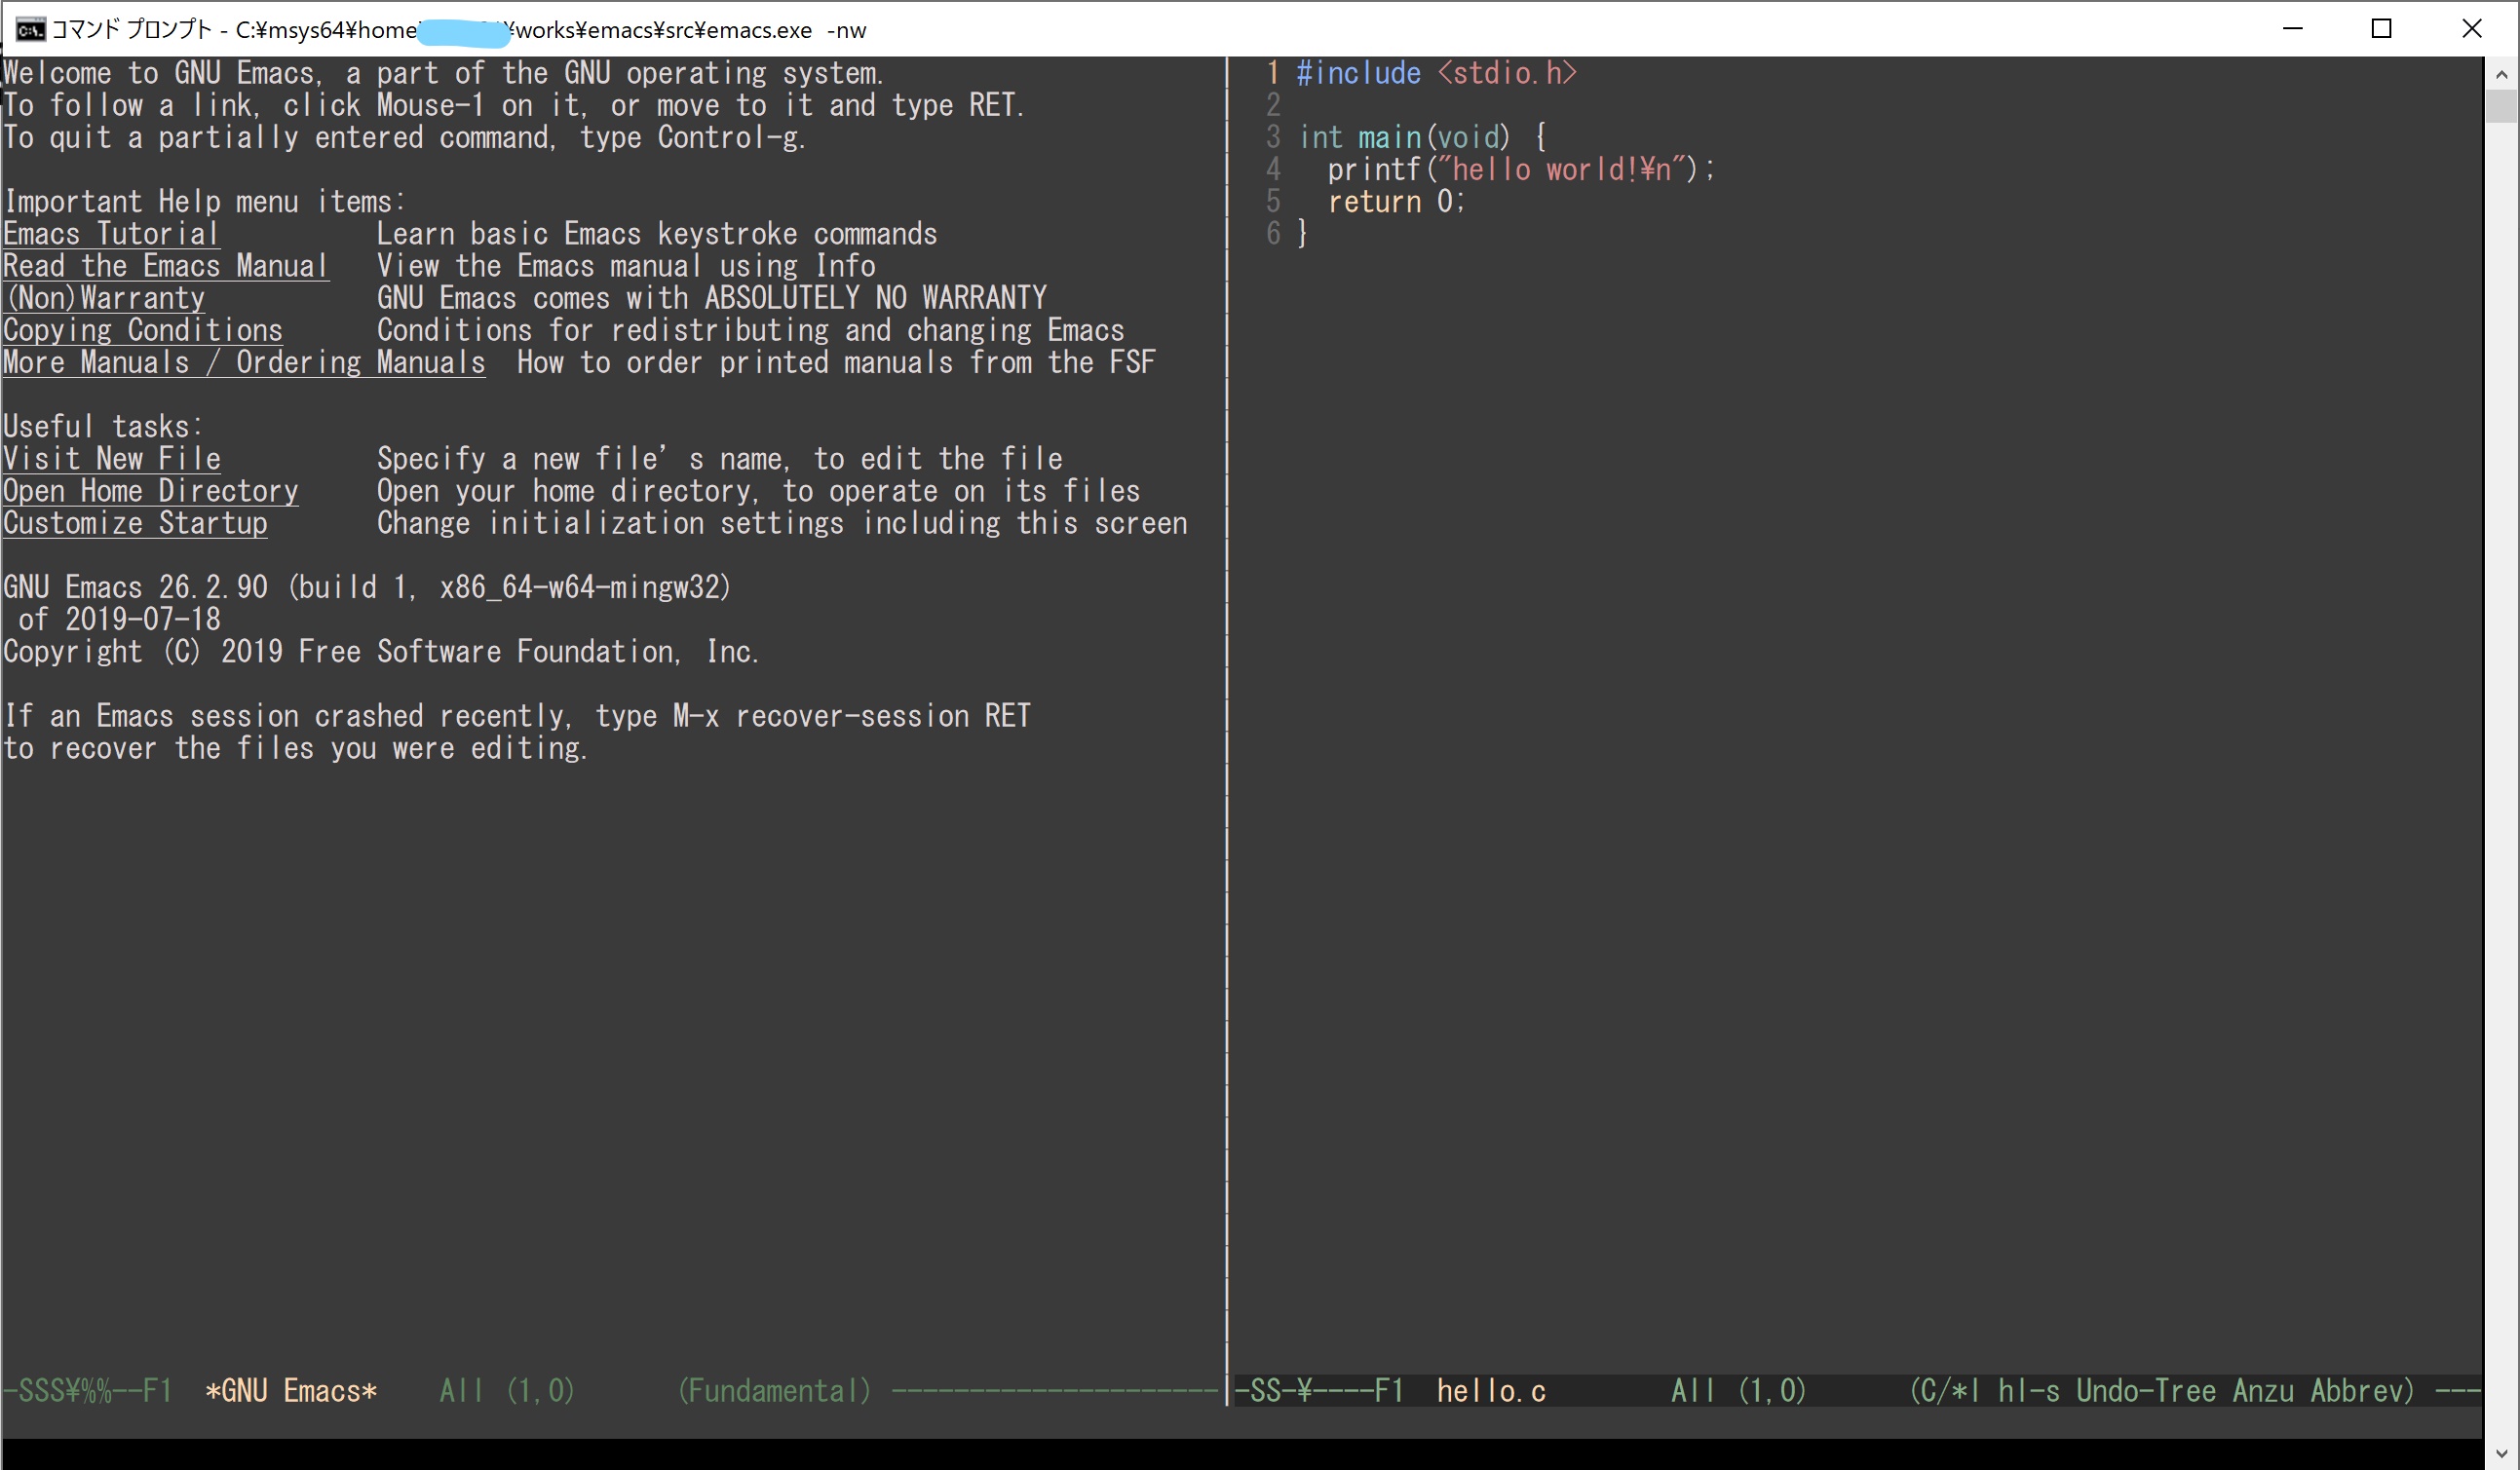 コマンド プロンプト - C:¥msys64¥home¥works¥emacs¥src¥emacs.exe -nw
Welcome to GNU Emacs, a part of the GNU operating system.
To follow a link, click Mouse-1 on it, or move to it and type RET.
To quit a partially entered command, type Control-g.
Important Help menu items:
Emacs Tutorial Learn basic Emacs keystroke commands
Read the Emacs Manual View the Emacs manual using Info
(Non)Warranty GNU Emacs comes with ABSOLUTELY NO WARRANTY
Copying Conditions Conditions for redistributing and changing Emacs
More Manuals / Ordering Manuals How to order printed manuals from the FSF
Useful tasks:
Visit New File Specify a new file’s name, to edit the file
Open Home Directory Open your home directory, to operate on its files
Customize Startup Change initialization settings including this screen
GNU Emacs 26.2.90 (build 1, x86_64-w64-mingw32)
of 2019-07-18
Copyright (C) 2019 Free Software Foundation, Inc.
If an Emacs session crashed recently, type M-x recover-session RET
to recover the files you were editing.
-SSS¥%%--F1 *GNU Emacs* All (1,0) (Fundamental) ---------------------
1 #include <stdio.h>
2
3 int main(void) {
4 printf("hello world!¥n");
5 return 0;
6 }
-SS-¥----F1 hello.c All (1,0) (C/*l hl-s Undo-Tree Anzu Abbrev) ---